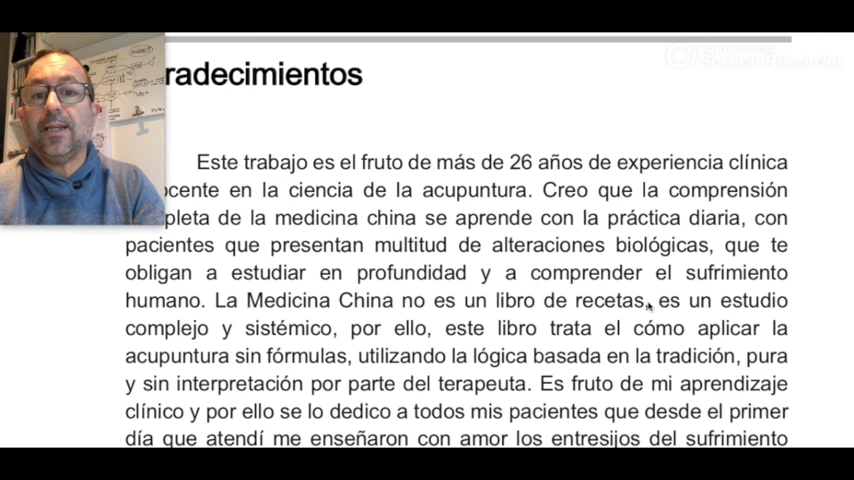 radecimientos
Este trabajo es el fruto de más de 26 años de experiencia clínica
ocente en la ciencia de la acupuntura. Creo que la comprensión
pleta de la medicina china se aprende con la práctica diaria, con
pacientes que presentan multitud de alteraciones biológicas, que te
obligan a estudiar en profundidad y a comprender el sufrimiento
humano. La Medicina China no es un libro de recetas, es un estudio
complejo y sistémico, por ello, este libro trata el cómo aplicar la
acupuntura sin fórmulas, utilizando la lógica basada en la tradición, pura
y sin interpretación por parte del terapeuta. Es fruto de mi aprendizaje
clínico y por ello se lo dedico a todos mis pacientes que desde el primer
día que atendí me enseñaron con amor los entresijos del sufrimiento
Screen Recorder